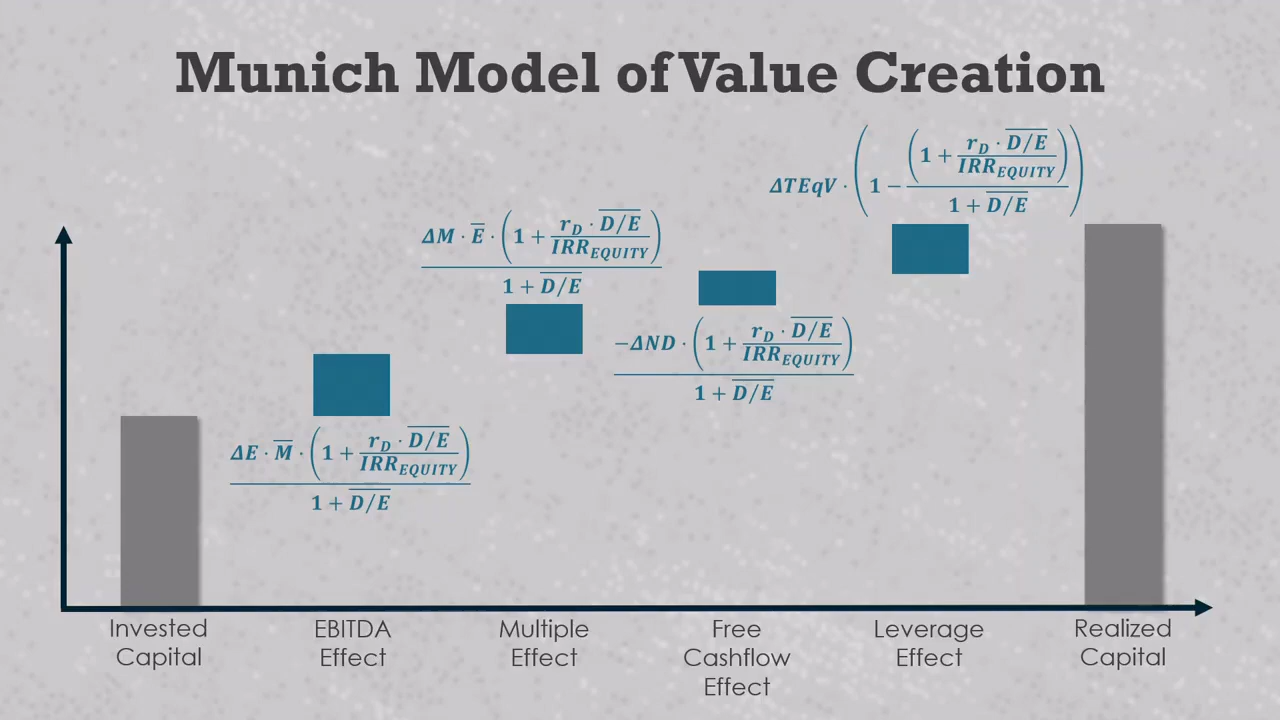 Munich Model of Value Creation
ΔTEqV · (1 − (1 + r_D · D/E / IRR_EQUITY) / 1 + D/E)
ΔM · E · (1 + r_D · D/E / IRR_EQUITY)
1 + D/E
−ΔND · (1 + r_D · D/E / IRR_EQUITY)
1 + D/E
ΔE · M · (1 + r_D · D/E / IRR_EQUITY)
1 + D/E
Invested
Capital
EBITDA
Effect
Multiple
Effect
Free
Cashflow
Effect
Leverage
Effect
Realized
Capital